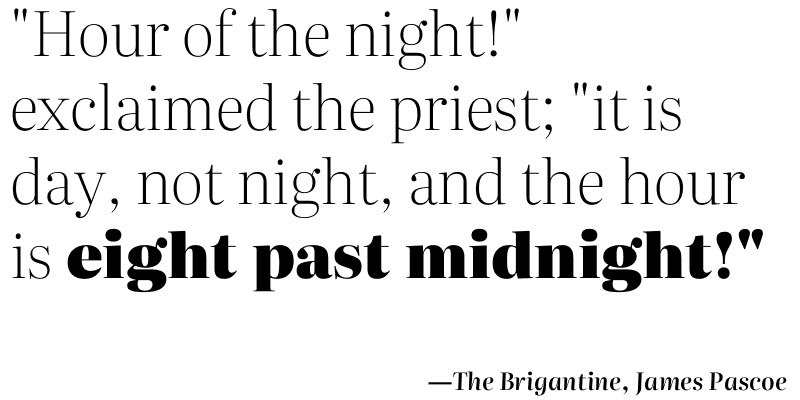 "Hour of the night!"
exclaimed the priest; "it is
day, not night, and the hour
is eight past midnight!"
—The Brigantine, James Pascoe